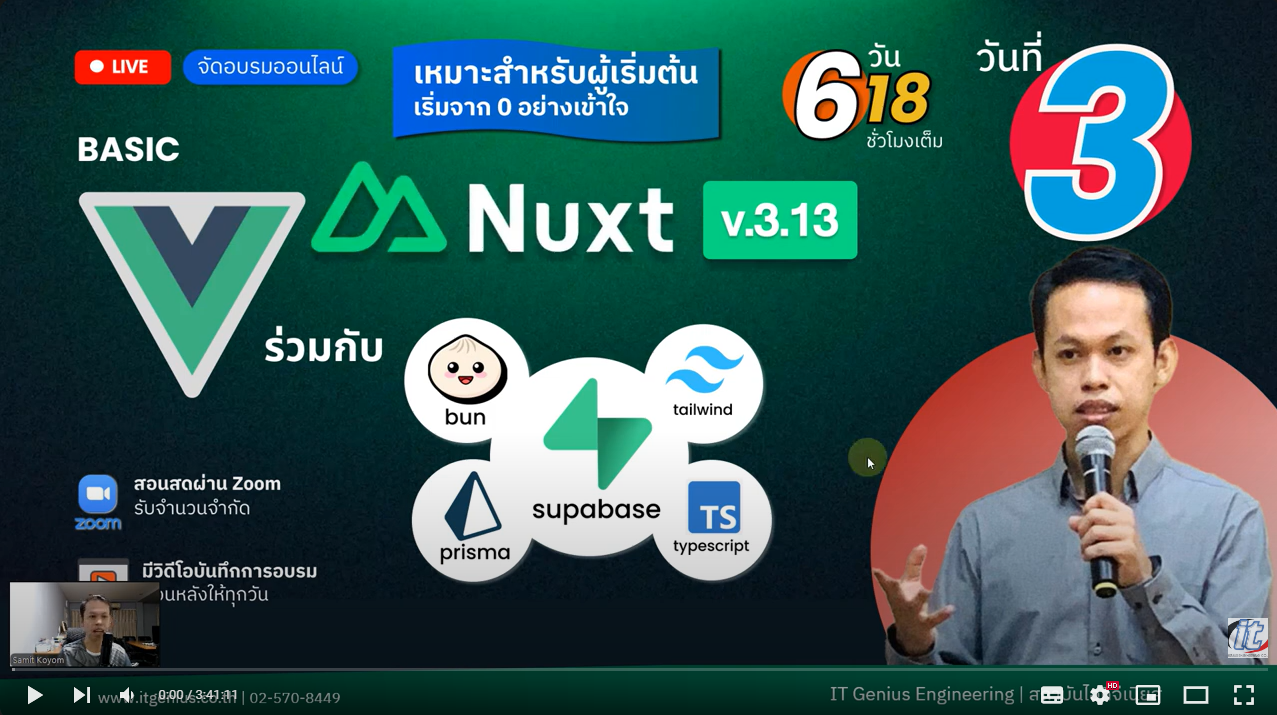 LIVE
จัดอบรมออนไลน์
เหมาะสำหรับผู้เริ่มต้น
เริ่มจาก 0 อย่างเข้าใจ
6 วัน
18
ชั่วโมงเต็ม
วันที่ 3
BASIC
Nuxt v.3.13
ร่วมกับ
bun
tailwind
supabase
prisma
TS
typescript
zoom
สอนสดผ่าน Zoom
รับจำนวนจำกัด
มีวิดีโอบันทึกการอบรม
นหลังให้ทุกวัน
Samit Koyom
it
0:00 / 3:41:11
www.itgenius.co.th | 02-570-8449
IT Genius Engineering |
HD